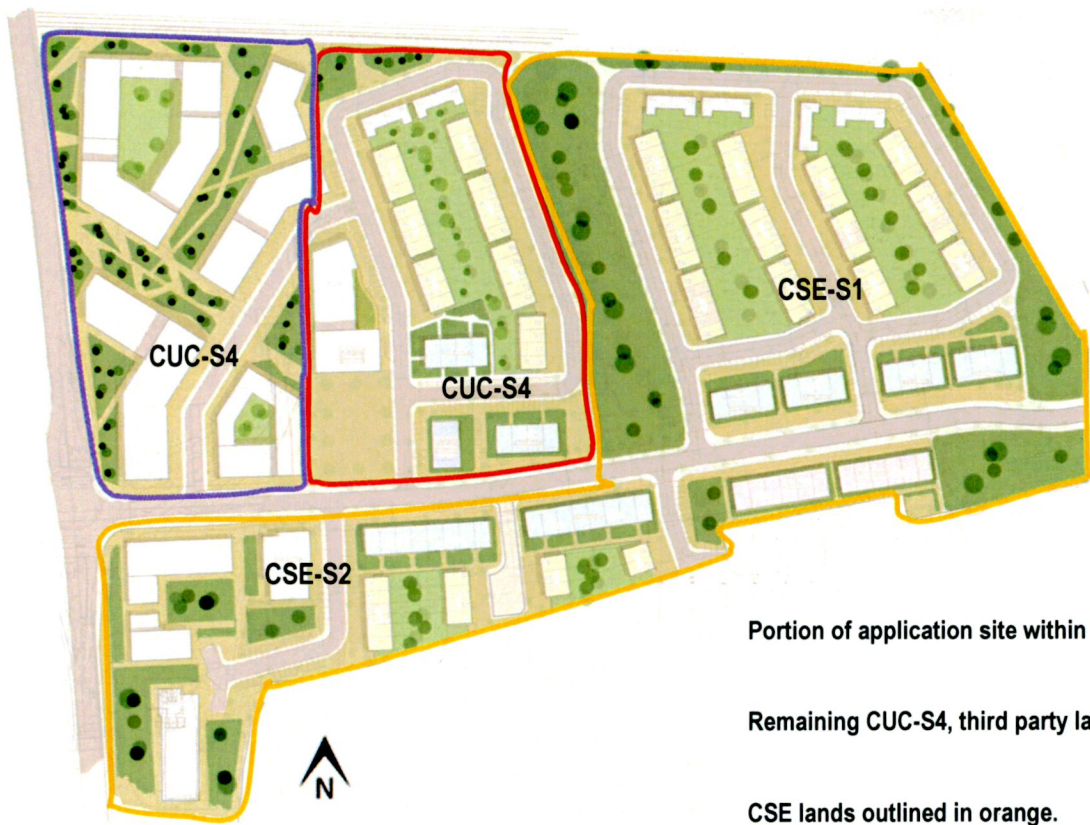 CUC-S4
CUC-S4
CSE-S1
CSE-S2
N
Portion of application site within
Remaining CUC-S4, third party la
CSE lands outlined in orange.